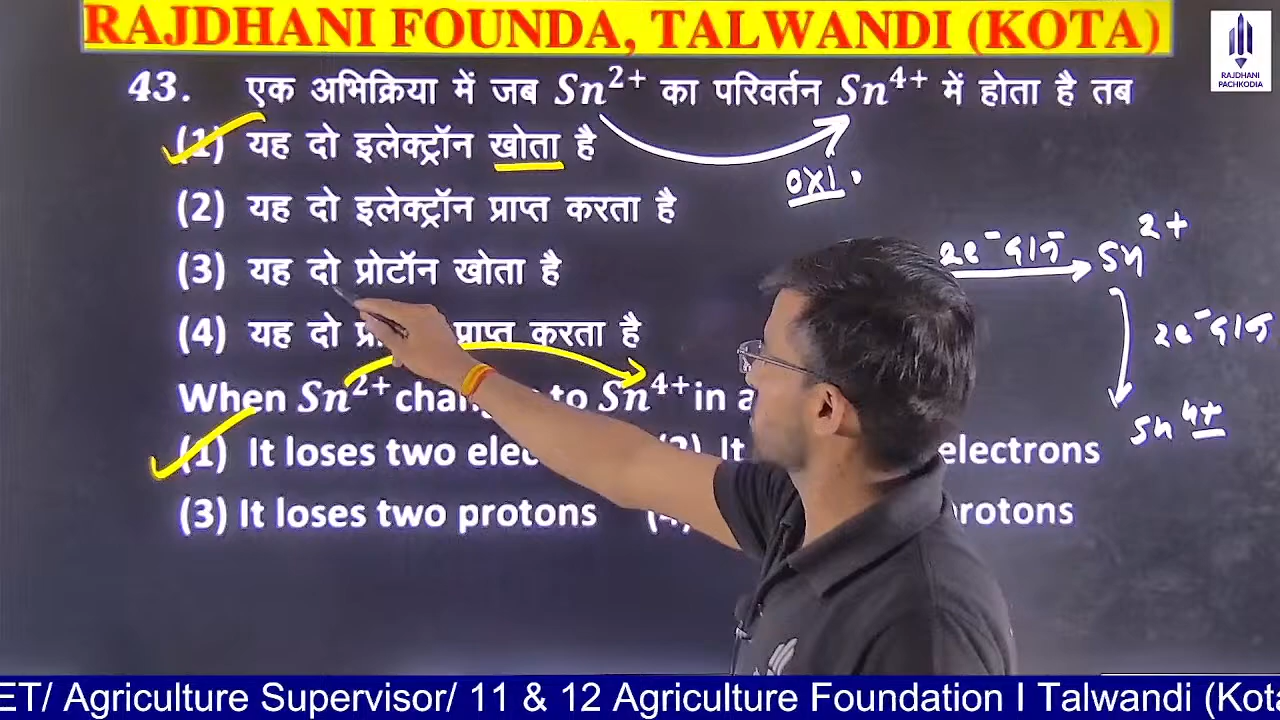 RAJDHANI FOUNDA, TALWANDI (KOTA)
RAJDHANI
PACHKODIA
43. एक अभिक्रिया में जब Sn²⁺ का परिवर्तन Sn⁴⁺ में होता है तब
(1) यह दो इलेक्ट्रॉन खोता है
oxi.
(2) यह दो इलेक्ट्रॉन प्राप्त करता है
2e⁻ त्याग Sn²⁺
(3) यह दो प्रोटॉन खोता है
2e⁻ त्याग
(4) यह दो प्राप्त करता है
Sn⁴⁺
When Sn²⁺ to Sn⁴⁺ in
(1) It loses two (2) It electrons
(3) It loses two protons protons
ET/ Agriculture Supervisor/ 11 & 12 Agriculture Foundation I Talwandi (Kota